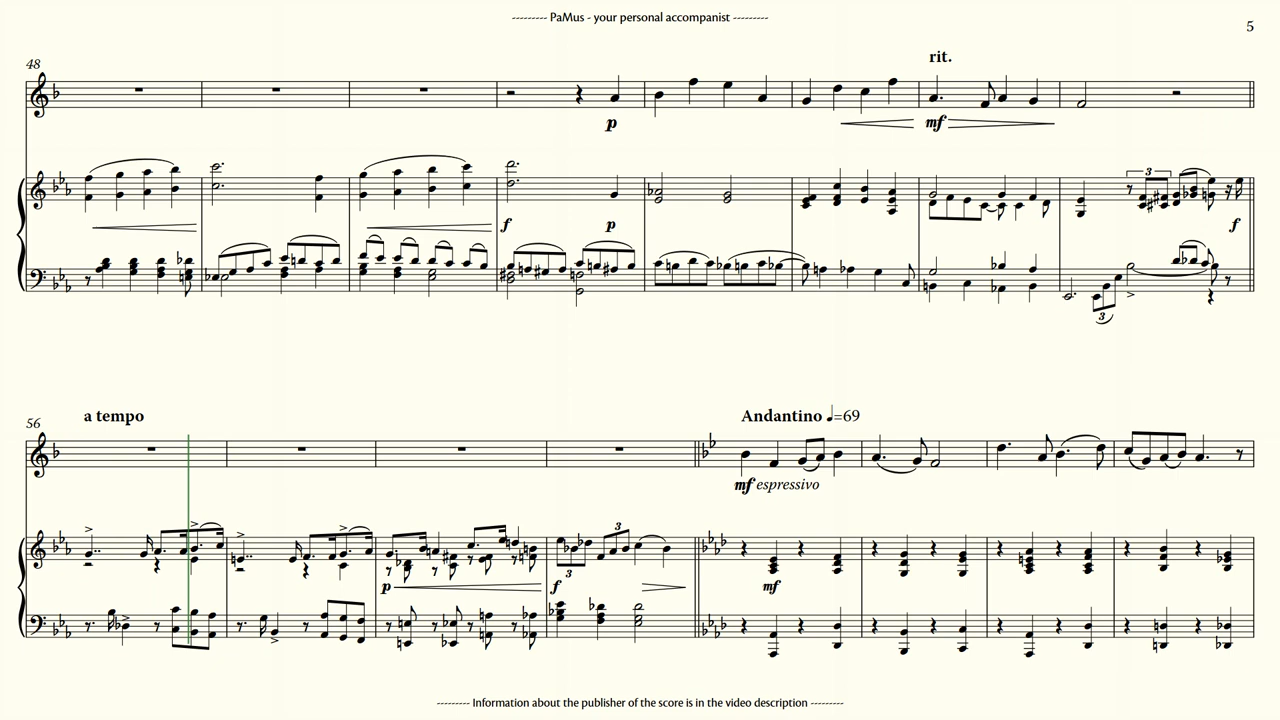 --------- PaMus - your personal accompanist ---------
5
48
rit.
p
mf
3
f
p
f
3
56
a tempo
Andantino ♩=69
mf espressivo
3
p
f
3
mf
--------- Information about the publisher of the score is in the video description ---------